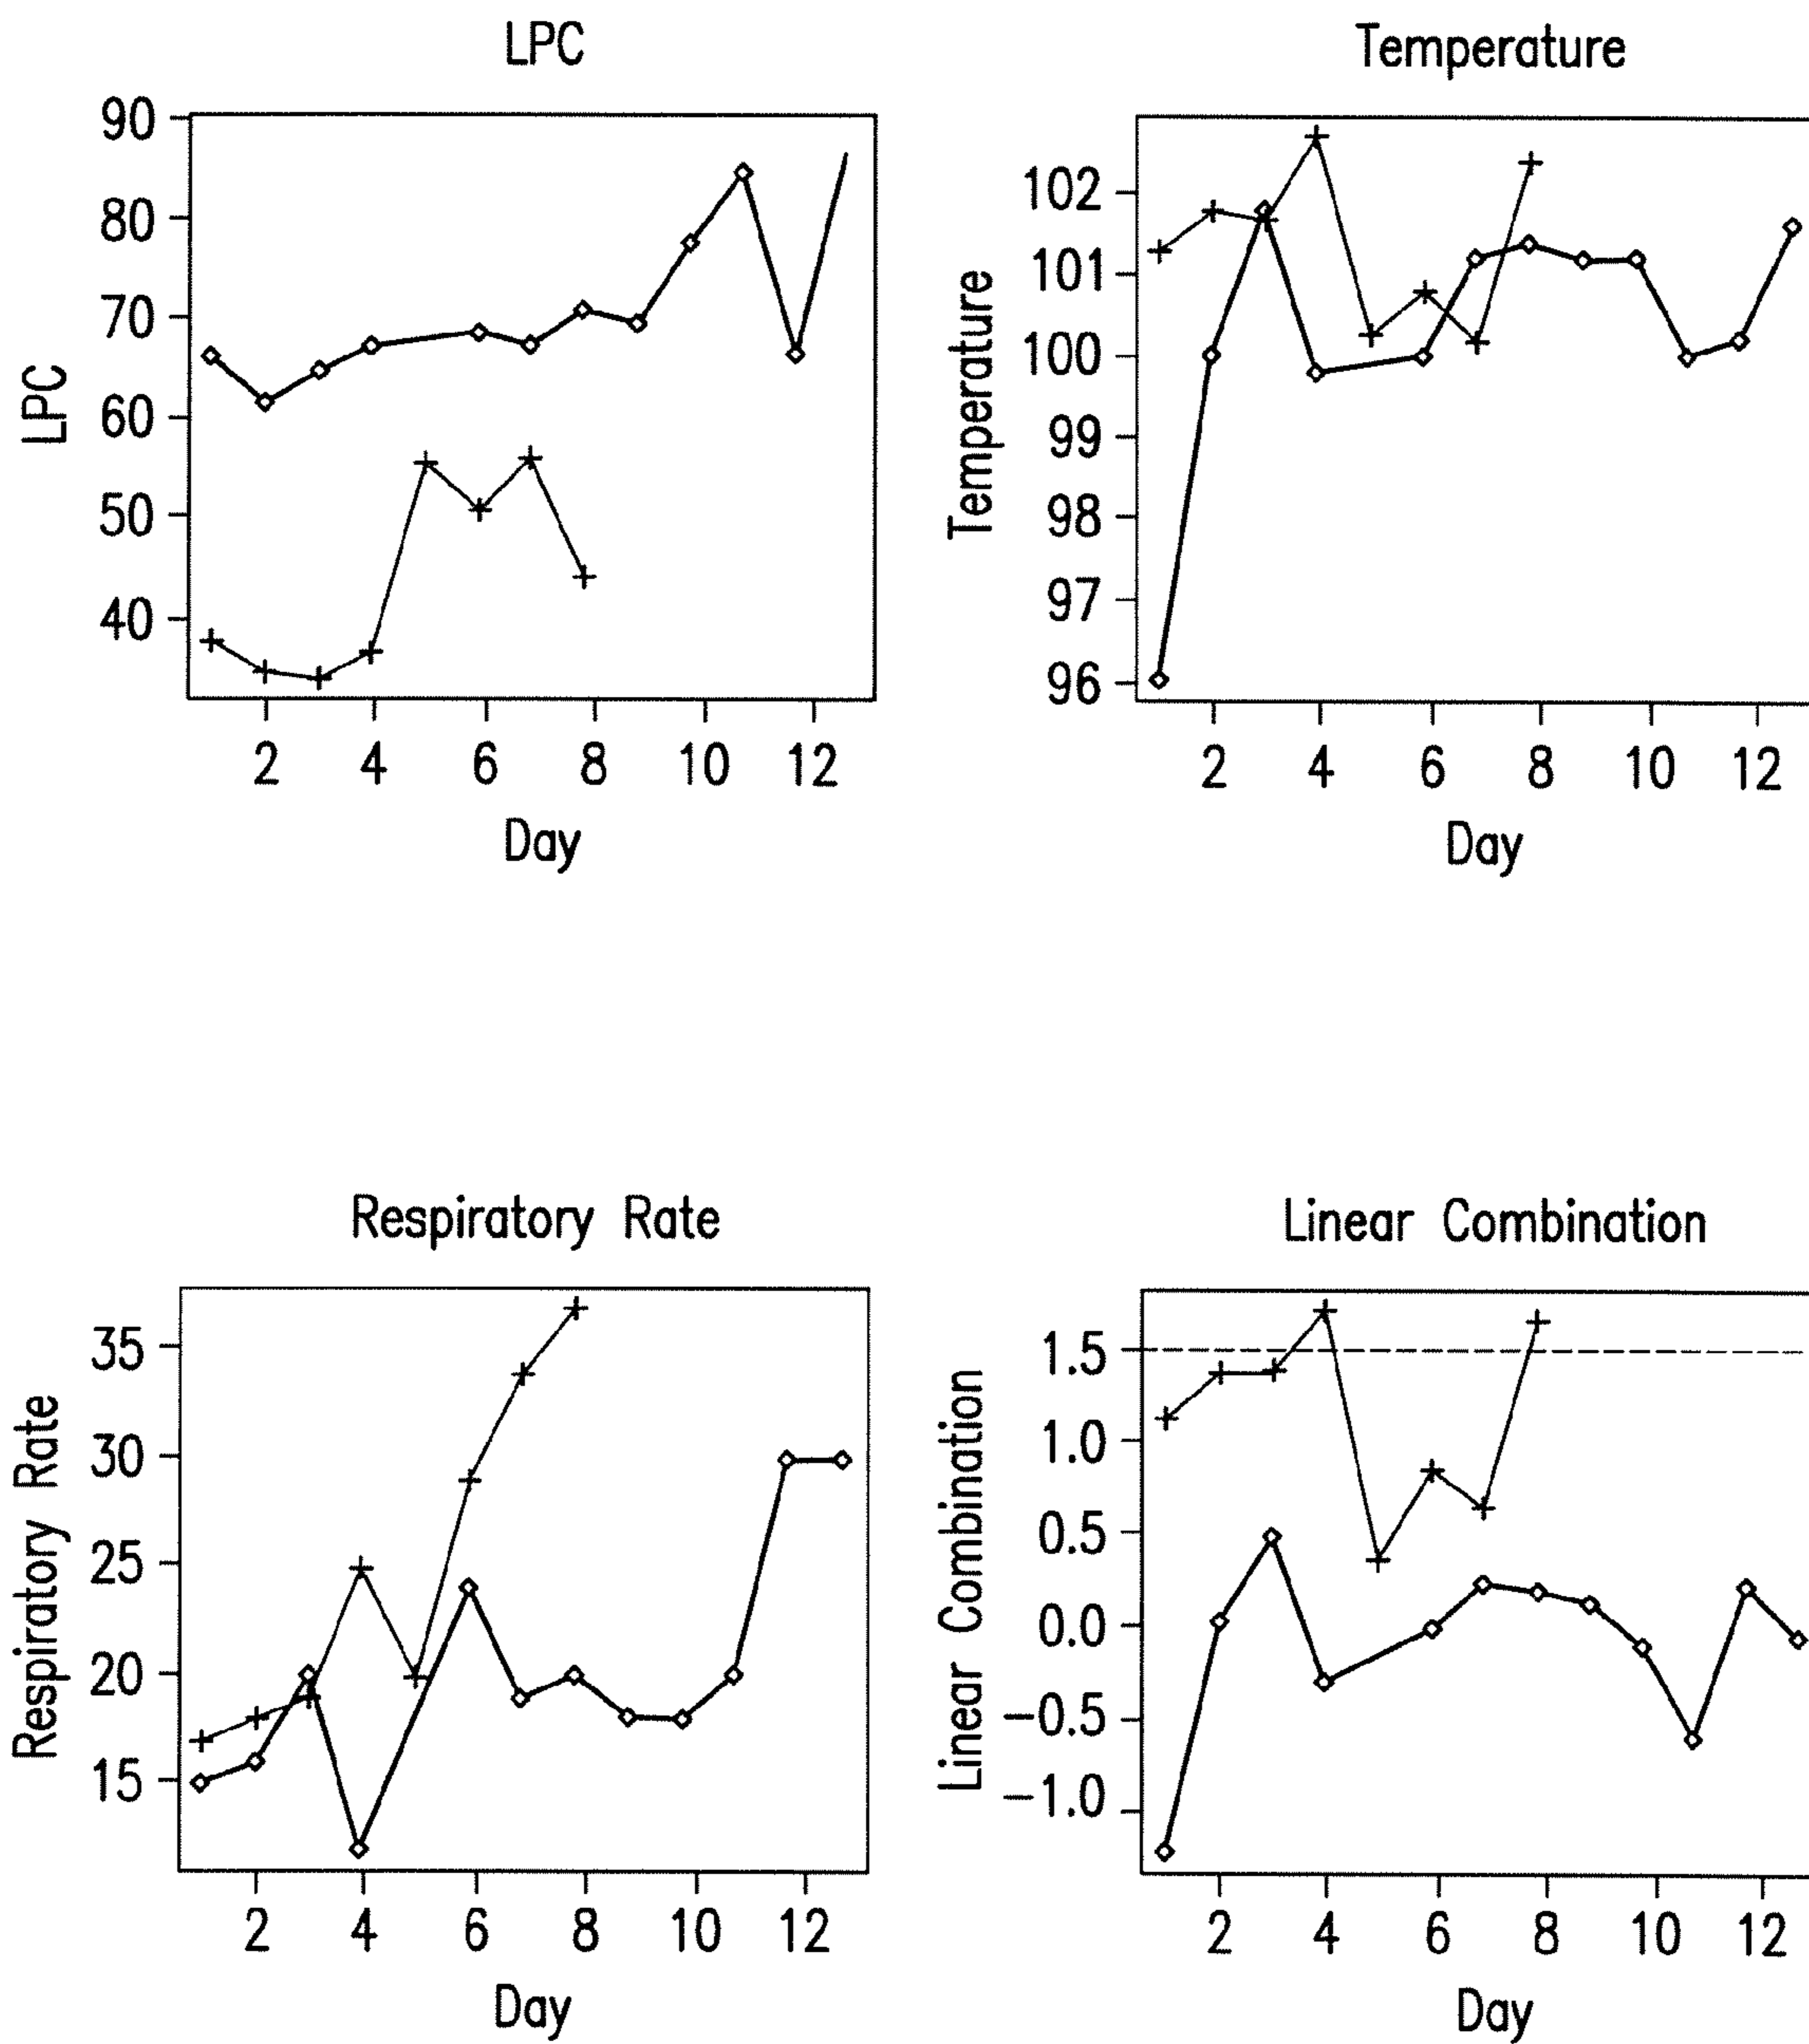 LPC
LPC
90
80
70
60
50
40
2 4 6 8 10 12
Day
Temperature
Temperature
102
101
100
99
98
97
96
2 4 6 8 10 12
Day
Respiratory Rate
Respiratory Rate
35
30
25
20
15
2 4 6 8 10 12
Day
Linear Combination
Linear Combination
1.5
1.0
0.5
0.0
-0.5
-1.0
2 4 6 8 10 12
Day